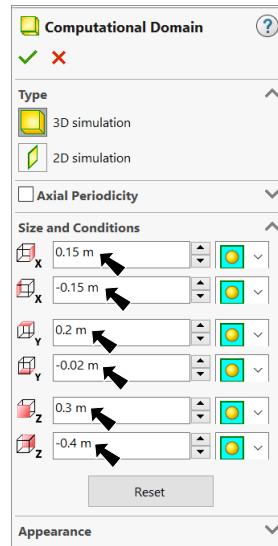 Computational Domain
?
Type
3D simulation
2D simulation
Axial Periodicity
Size and Conditions
X 0.15 m
X -0.15 m
Y 0.2 m
Y -0.02 m
Z 0.3 m
Z -0.4 m
Reset
Appearance